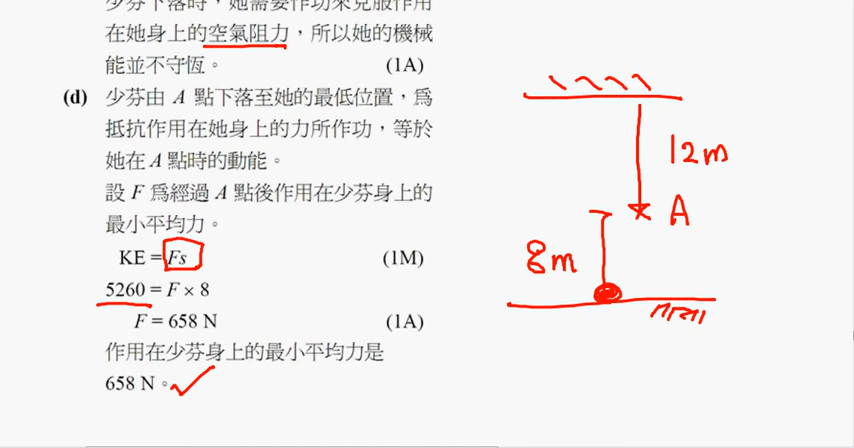 少芬下落時，她需要作功來克服作用
在她身上的空氣阻力，所以她的機械
能並不守恆。 (1A)
(d) 少芬由 A 點下落至她的最低位置，為
抵抗作用在她身上的力所作功，等於
她在 A 點時的動能。
設 F 為經過 A 點後作用在少芬身上的
最小平均力。
KE = Fs (1M)
5260 = F × 8
F = 658 N (1A)
作用在少芬身上的最小平均力是
658 N。
12m
A
8m